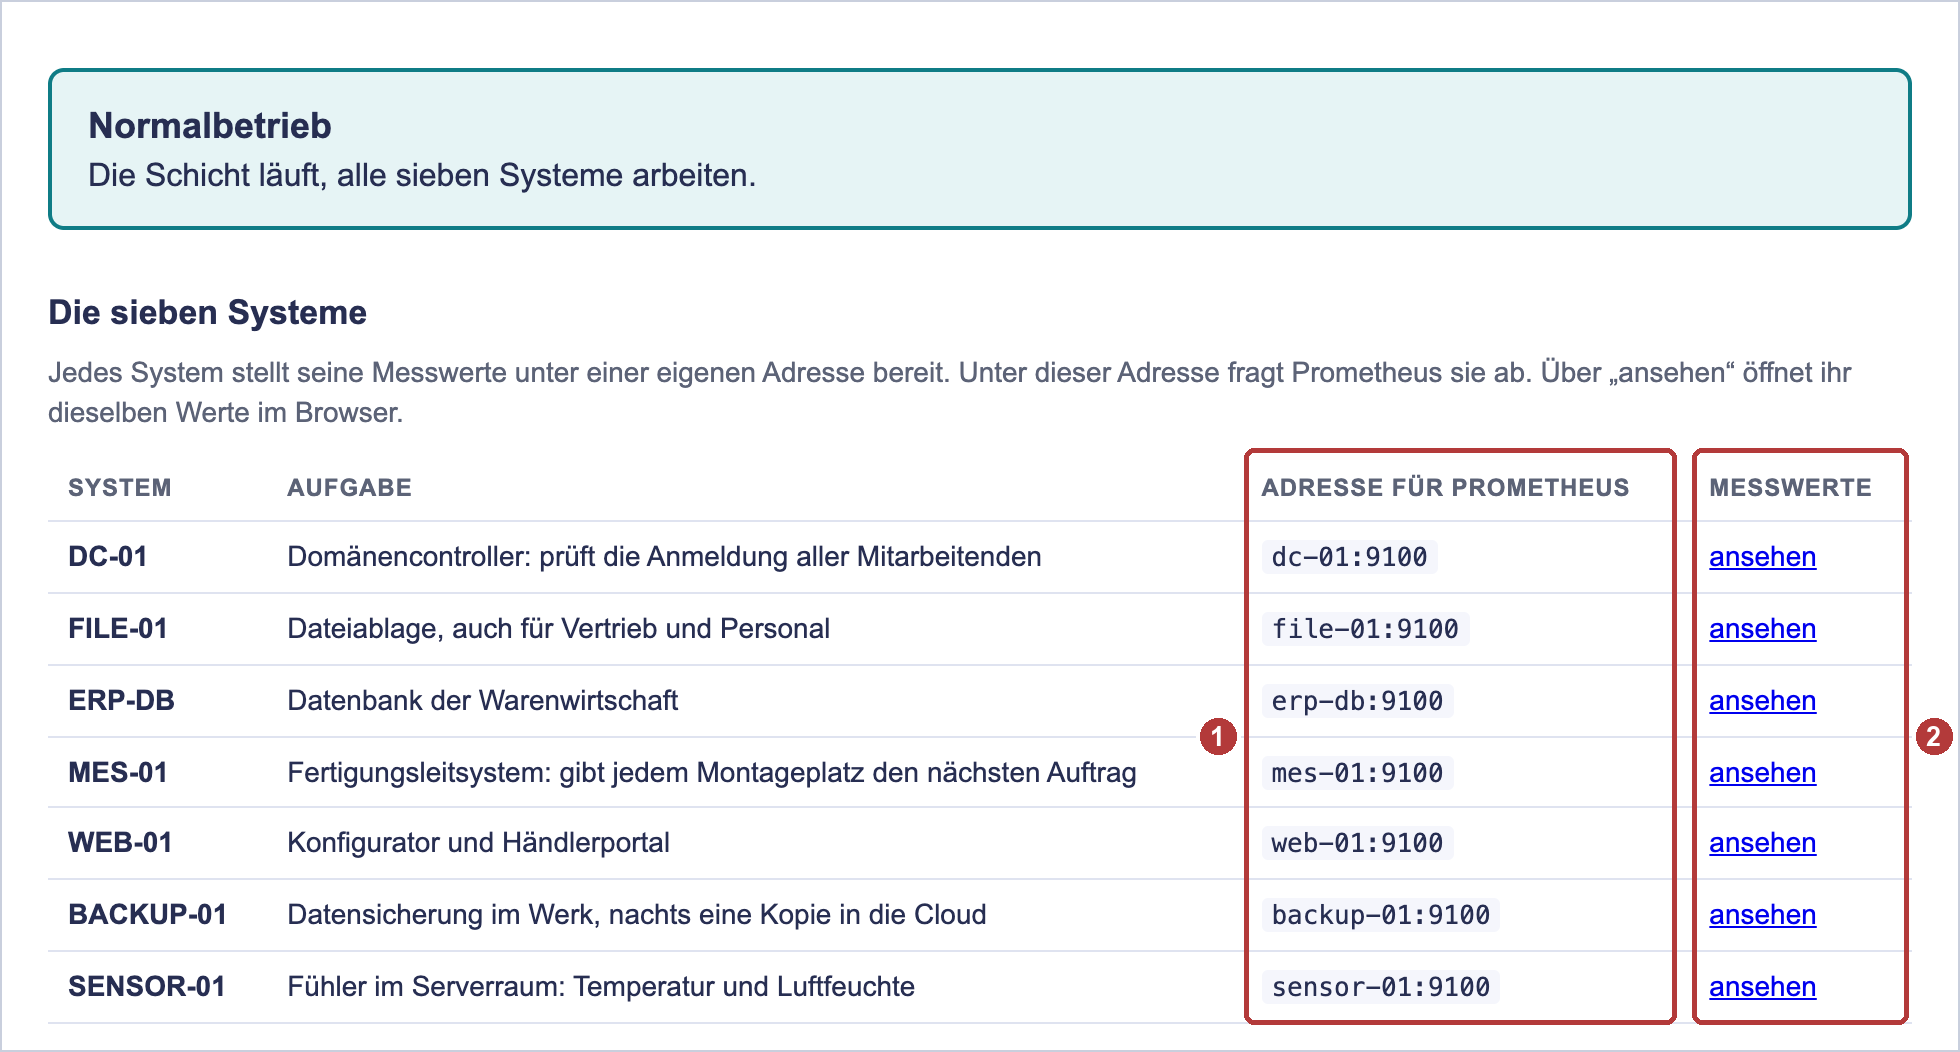 Normalbetrieb
Die Schicht läuft, alle sieben Systeme arbeiten.
Die sieben Systeme
Jedes System stellt seine Messwerte unter einer eigenen Adresse bereit. Unter dieser Adresse fragt Prometheus sie ab. Über „ansehen“ öffnet ihr
dieselben Werte im Browser.
SYSTEM AUFGABE ADRESSE FÜR PROMETHEUS MESSWERTE
DC-01 Domänencontroller: prüft die Anmeldung aller Mitarbeitenden dc-01:9100 ansehen
FILE-01 Dateiablage, auch für Vertrieb und Personal file-01:9100 ansehen
ERP-DB Datenbank der Warenwirtschaft erp-db:9100 ansehen
1 2
MES-01 Fertigungsleitsystem: gibt jedem Montageplatz den nächsten Auftrag mes-01:9100 ansehen
WEB-01 Konfigurator und Händlerportal web-01:9100 ansehen
BACKUP-01 Datensicherung im Werk, nachts eine Kopie in die Cloud backup-01:9100 ansehen
SENSOR-01 Fühler im Serverraum: Temperatur und Luftfeuchte sensor-01:9100 ansehen